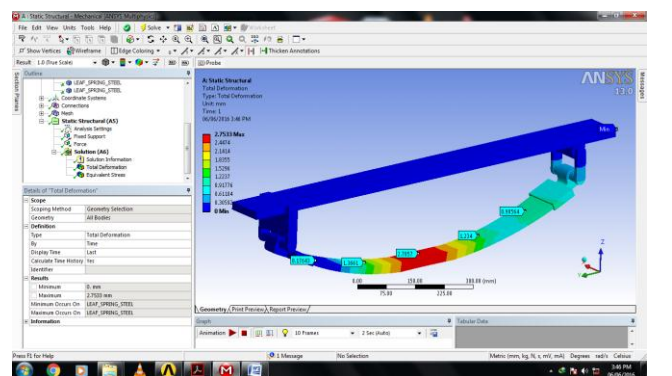 A : Static Structural - Mechanical [ANSYS Multiphysics]
File Edit View Units Tools Help Solve Worksheet
Show Vertices Wireframe Edge Coloring Thicken Annotations
Result 1.0 (True Scale) Probe
Outline
LEAF_SPRING_STEEL
LEAF_SPRING_STEEL
Coordinate Systems
Connections
Mesh
Static Structural (A5)
Analysis Settings
Fixed Support
Force
Solution (A6)
Solution Information
Total Deformation
Equivalent Stress
Section Planes
Details of "Total Deformation"
Scope
Scoping Method Geometry Selection
Geometry All Bodies
Definition
Type Total Deformation
By Time
Display Time Last
Calculate Time History Yes
Identifier
Results
Minimum 0. mm
Maximum 2.7533 mm
Minimum Occurs On LEAF_SPRING_STEEL
Maximum Occurs On LEAF_SPRING_STEEL
Information
A: Static Structural
Total Deformation
Type: Total Deformation
Unit: mm
Time: 1
06/06/2016 3:46 PM
2.7533 Max
2.4474
1.8355
1.5296
1.2237
0.91776
0.61184
0 Min
ANSYS
13.0
Messages
Min
0.00 150.00 300.00 (mm)
75.00 225.00
Z
Geometry Print Preview Report Preview
Graph
Animation 10 Frames 2 Sec (Auto)
Tabular Data
Press F1 for Help 1 Message No Selection Metric (mm, kg, N, s, mV, mA) Degrees rad/s Celsius
3:46 PM
06/06/2016